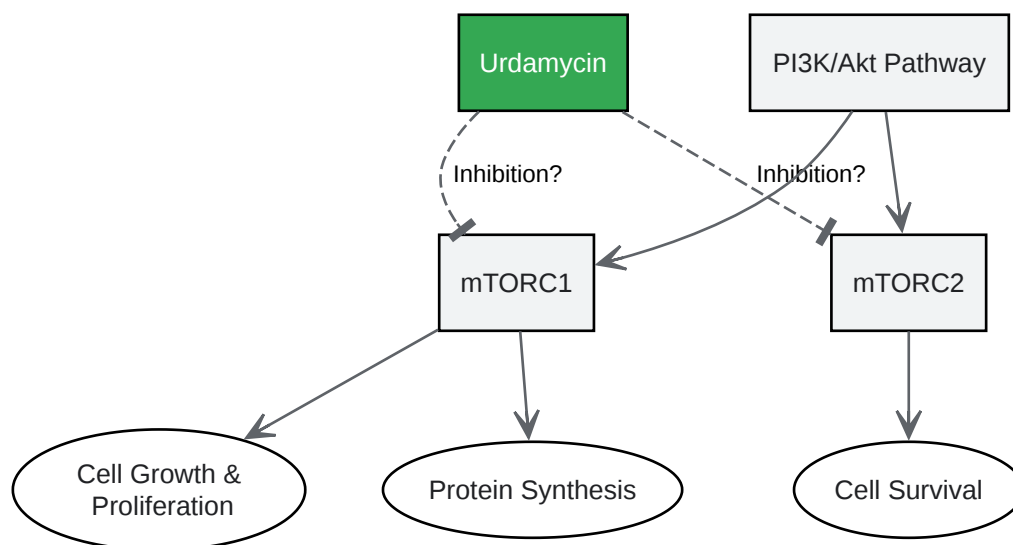 Urdamycin
PI3K/Akt Pathway
Inhibition?
Inhibition?
mTORC1
mTORC2
Cell Growth &
Proliferation
Protein Synthesis
Cell Survival